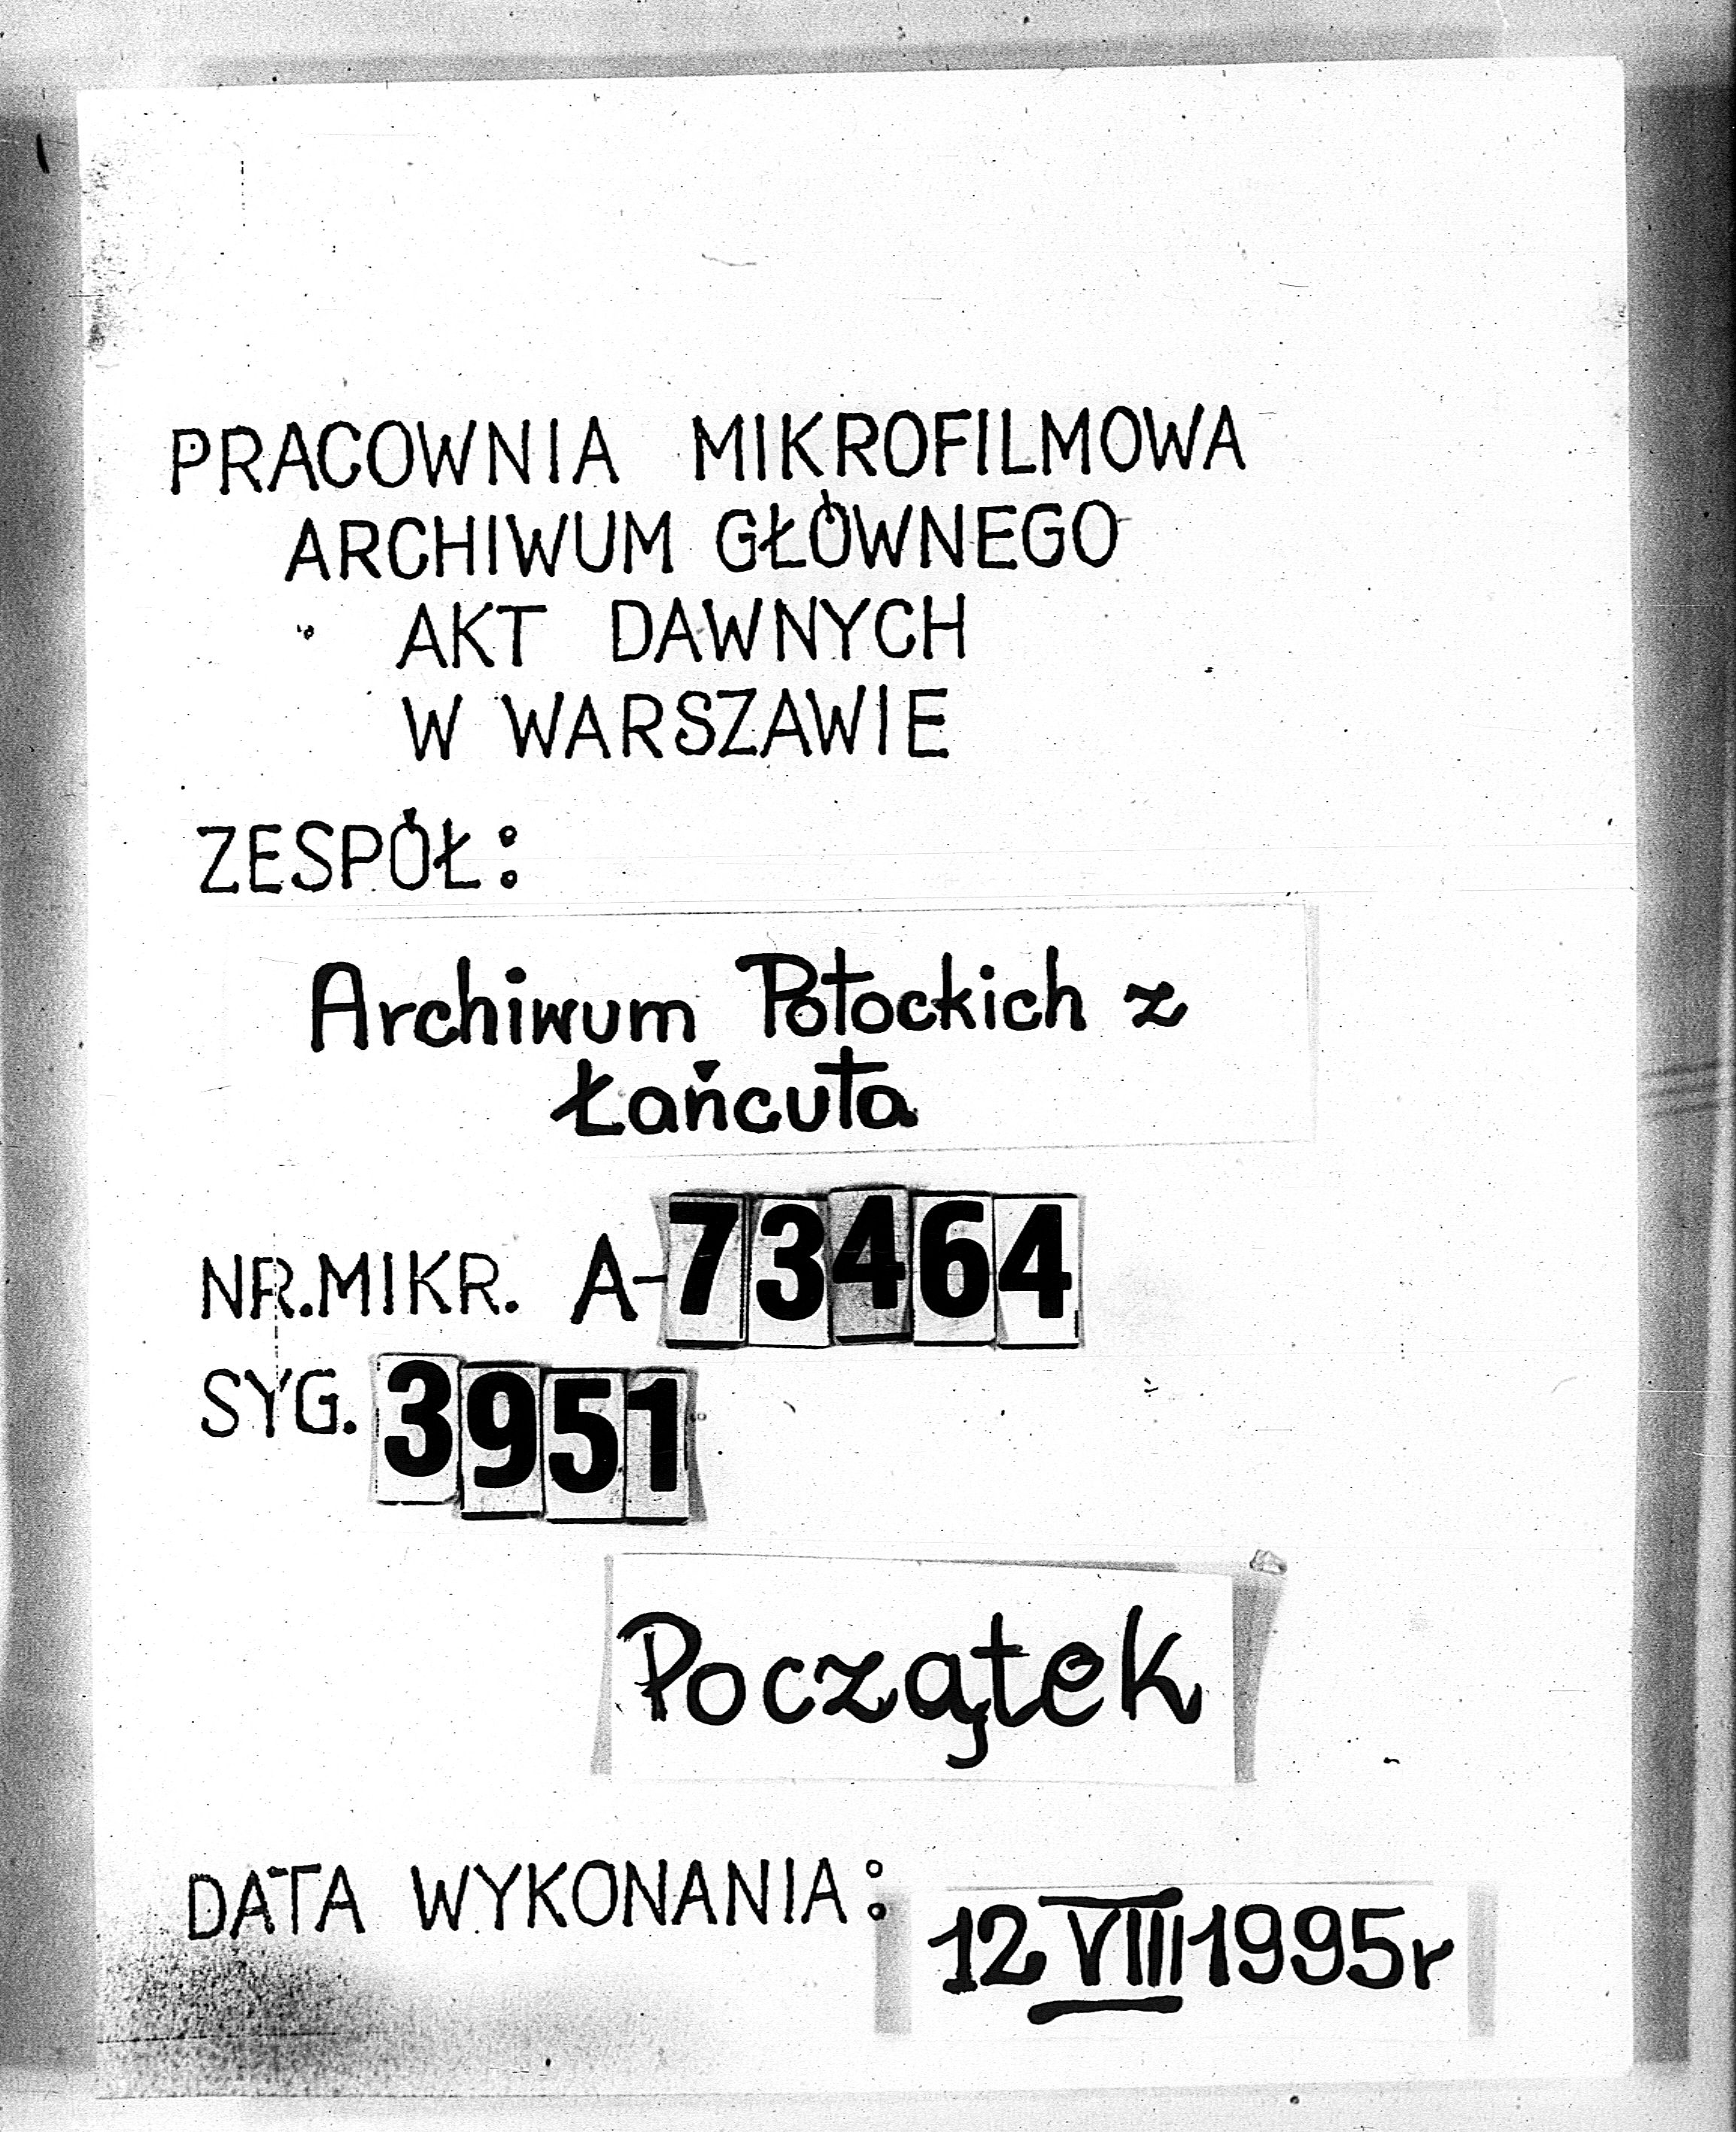 PRACOWNIA MIKROFILMOWA
ARCHIWUM GŁÓWNEGO
AKT DAWNYCH
W WARSZAWIE
ZESPÓŁ:
Archiwum Potockich z
Łańcuta
NR.MIKR. A-73464
SYG. 3951
Początek
DATA WYKONANIA: 12 VIII 1995r